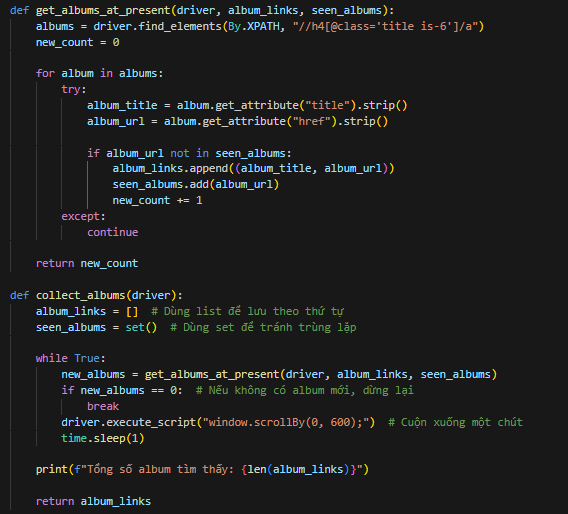 def get_albums_at_present(driver, album_links, seen_albums):
    albums = driver.find_elements(By.XPATH, "//h4[@class='title is-6']/a")
    new_count = 0

    for album in albums:
        try:
            album_title = album.get_attribute("title").strip()
            album_url = album.get_attribute("href").strip()

            if album_url not in seen_albums:
                album_links.append((album_title, album_url))
                seen_albums.add(album_url)
                new_count += 1
        except:
            continue

    return new_count

def collect_albums(driver):
    album_links = []  # Dùng list để lưu theo thứ tự
    seen_albums = set()  # Dùng set để tránh trùng lặp

    while True:
        new_albums = get_albums_at_present(driver, album_links, seen_albums)
        if new_albums == 0:  # Nếu không có album mới, dừng lại
            break
        driver.execute_script("window.scrollBy(0, 600);")  # Cuộn xuống một chút
        time.sleep(1)

    print(f"Tổng số album tìm thấy: {len(album_links)}")

    return album_links